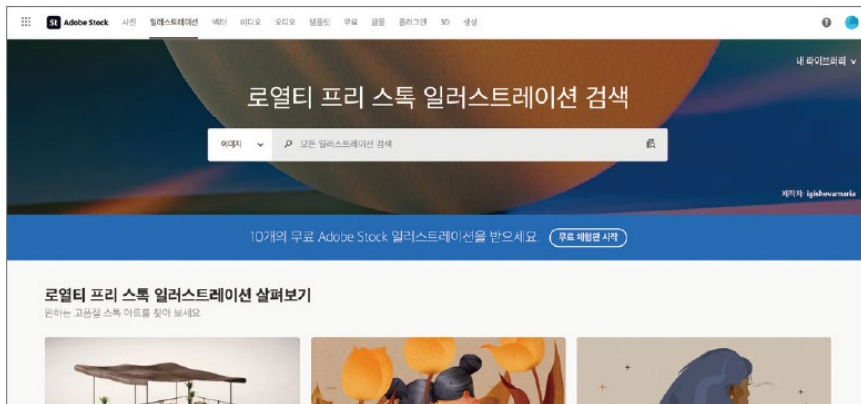 St Adobe Stock 사진 일러스트레이션 벡터 비디오 오디오 템플릿 무료 글꼴 플러그인 3D 생성
내 라이브러리
로열티 프리 스톡 일러스트레이션 검색
이미지 모든 일러스트레이션 검색
제작자: igishevamaria
10개의 무료 Adobe Stock 일러스트레이션을 받으세요. 무료 체험판 시작
로열티 프리 스톡 일러스트레이션 살펴보기
원하는 고품질 스톡 아트를 찾아 보세요